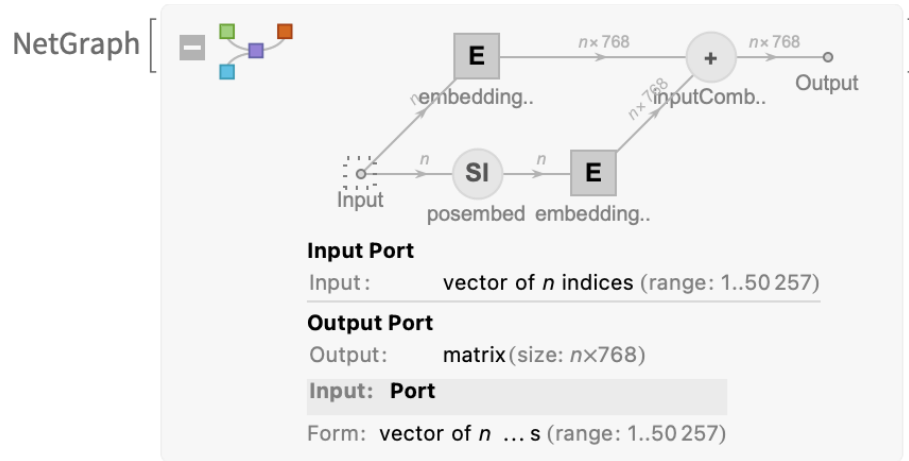 NetGraph [
E
n×768
+
n×768
Output
embedding..
inputComb..
n
n×768
Input
n
SI
n
E
posembed
embedding..
Input Port
Input: vector of n indices (range: 1..50 257)
Output Port
Output: matrix (size: n×768)
Input: Port
Form: vector of n ... s (range: 1..50 257)
]